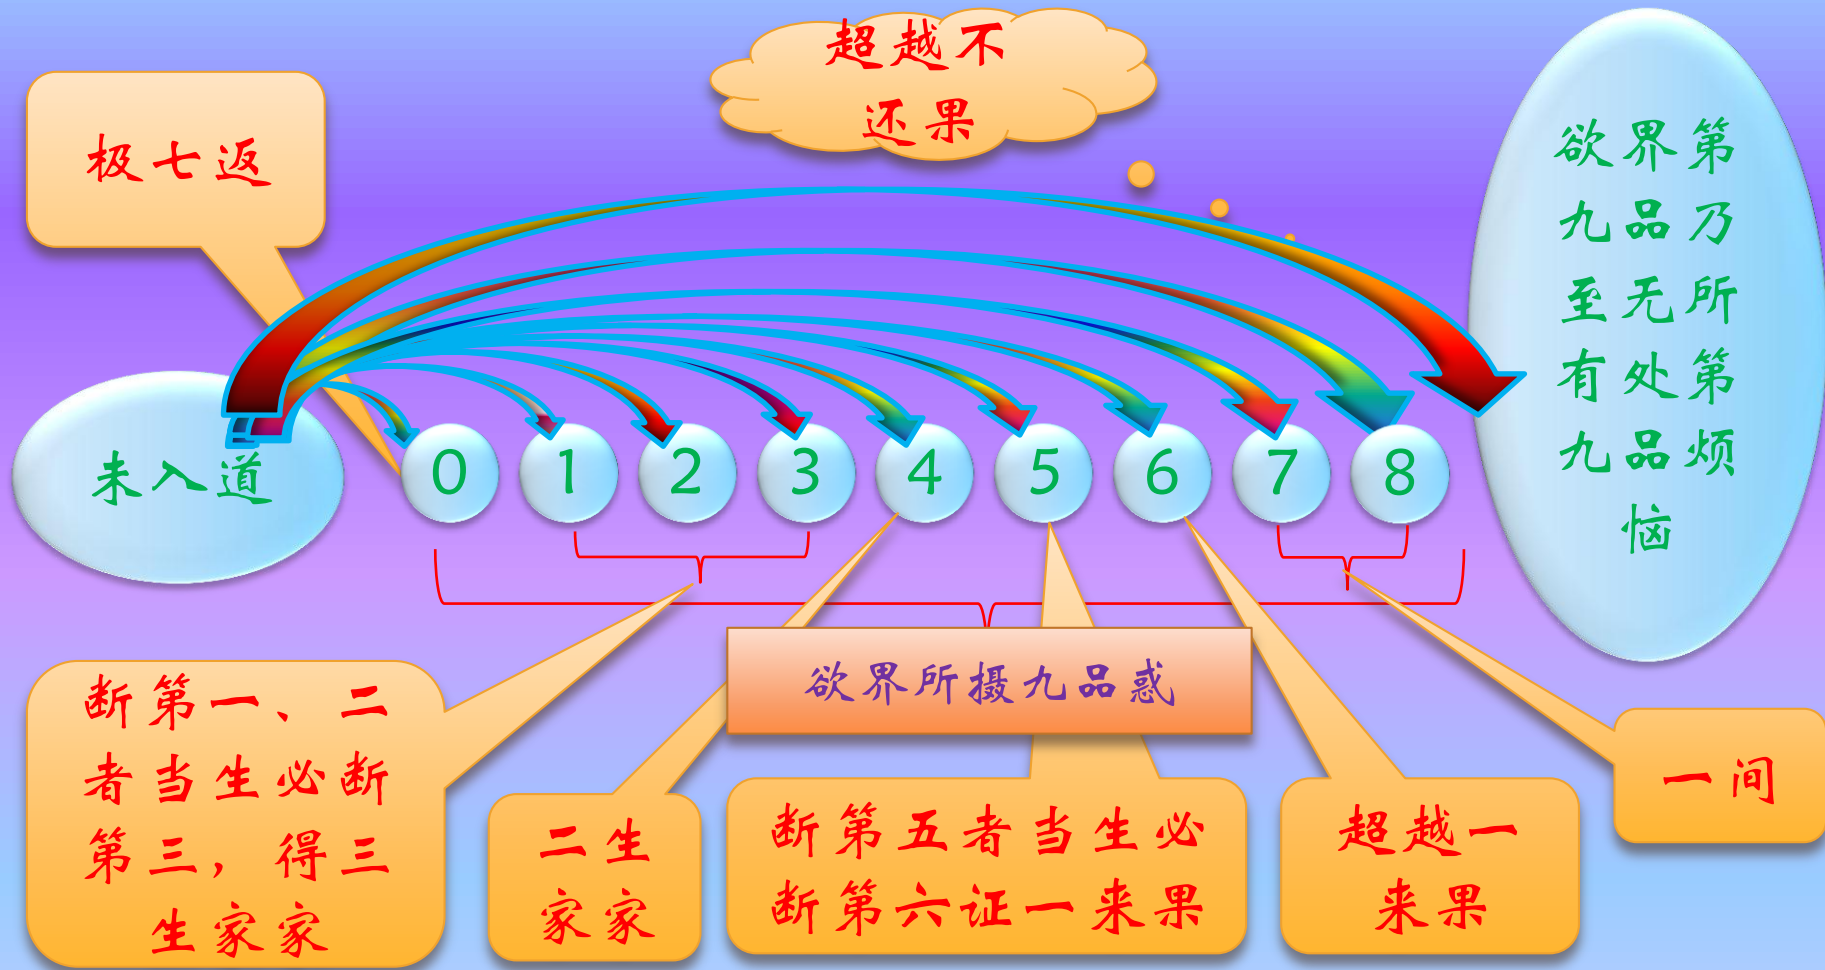 超越不
还果
极七返
欲界第
九品乃
至无所
有处第
九品烦
恼
未入道
0
1
2
3
4
5
6
7
8
欲界所摄九品惑
断第一、二
者当生必断
第三，得三
生家家
二生
家家
断第五者当生必
断第六证一来果
超越一
来果
一间